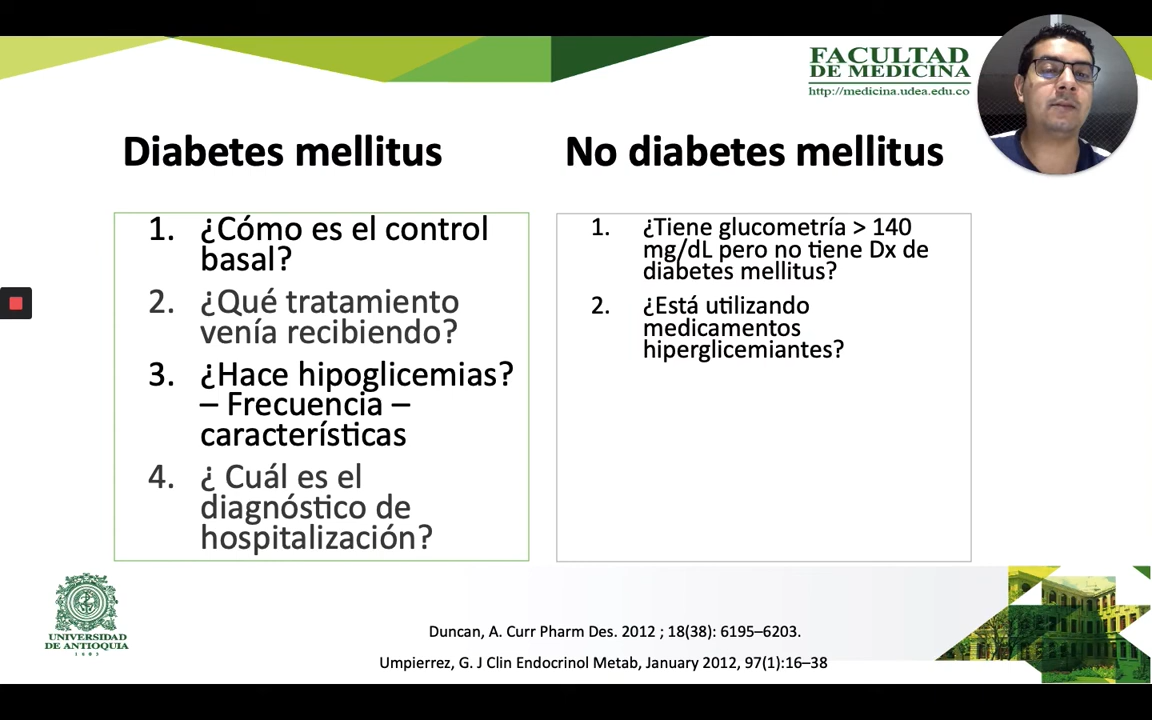 FACULTAD
DE MEDICINA
http://medicina.udea.edu.co
Diabetes mellitus
1. ¿Cómo es el control
basal?
2. ¿Qué tratamiento
venía recibiendo?
3. ¿Hace hipoglicemias?
– Frecuencia –
características
4. ¿ Cuál es el
diagnóstico de
hospitalización?
No diabetes mellitus
1. ¿Tiene glucometría > 140
mg/dL pero no tiene Dx de
diabetes mellitus?
2. ¿Está utilizando
medicamentos
hiperglicemiantes?
UNIVERSIDAD
DE ANTIOQUIA
1803
Duncan, A. Curr Pharm Des. 2012 ; 18(38): 6195–6203.
Umpierrez, G. J Clin Endocrinol Metab, January 2012, 97(1):16–38